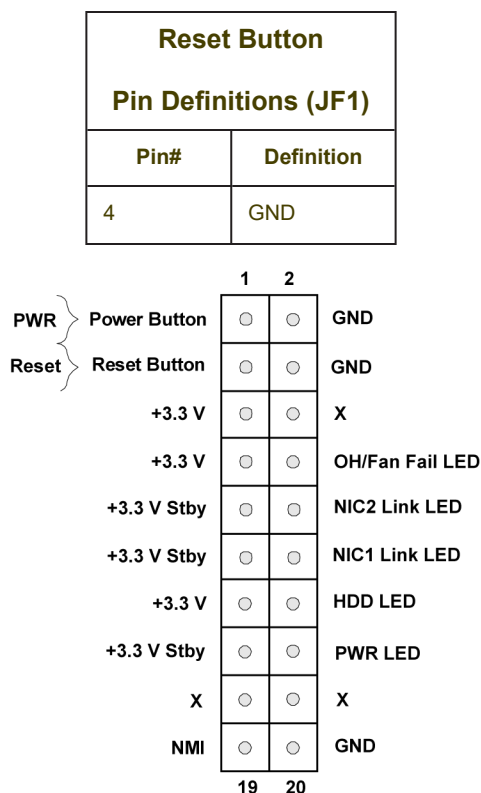 Reset Button
Pin Definitions (JF1)
Pin# Definition
4 GND
1 2
PWR Power Button GND
Reset Reset Button GND
+3.3 V X
+3.3 V OH/Fan Fail LED
+3.3 V Stby NIC2 Link LED
+3.3 V Stby NIC1 Link LED
+3.3 V HDD LED
+3.3 V Stby PWR LED
X X
NMI GND
19 20